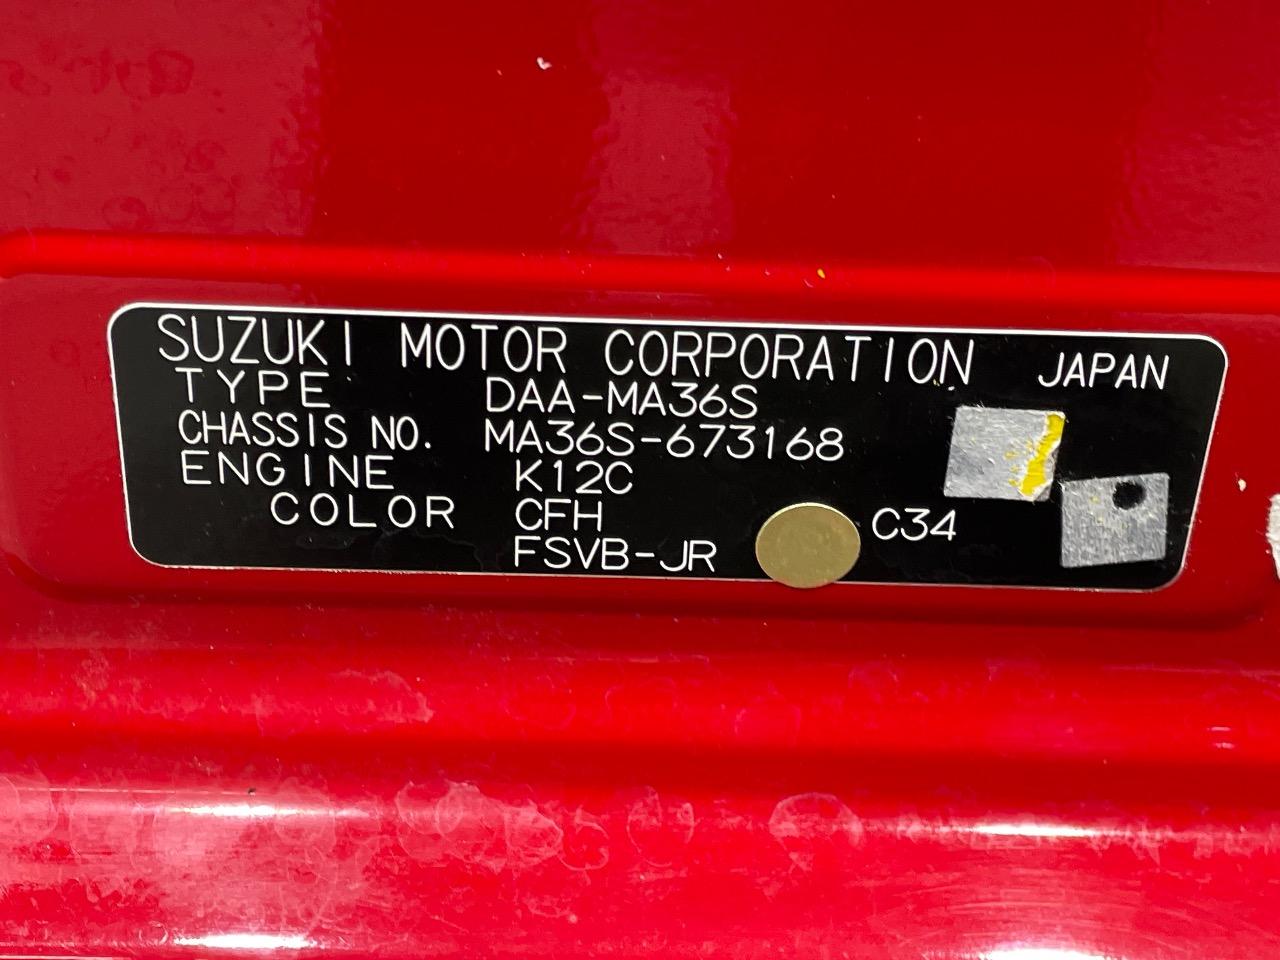 SUZUKI MOTOR CORPORATION JAPAN
TYPE DAA-MA36S
CHASSIS NO. MA36S-673168
ENGINE K12C
COLOR CFH C34
FSVB-JR